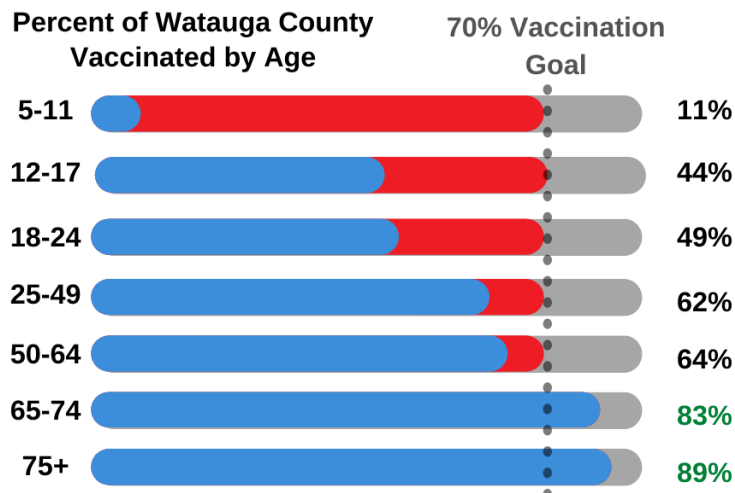 Percent of Watauga County
Vaccinated by Age
70% Vaccination
Goal
5-11 11%
12-17 44%
18-24 49%
25-49 62%
50-64 64%
65-74 83%
75+ 89%